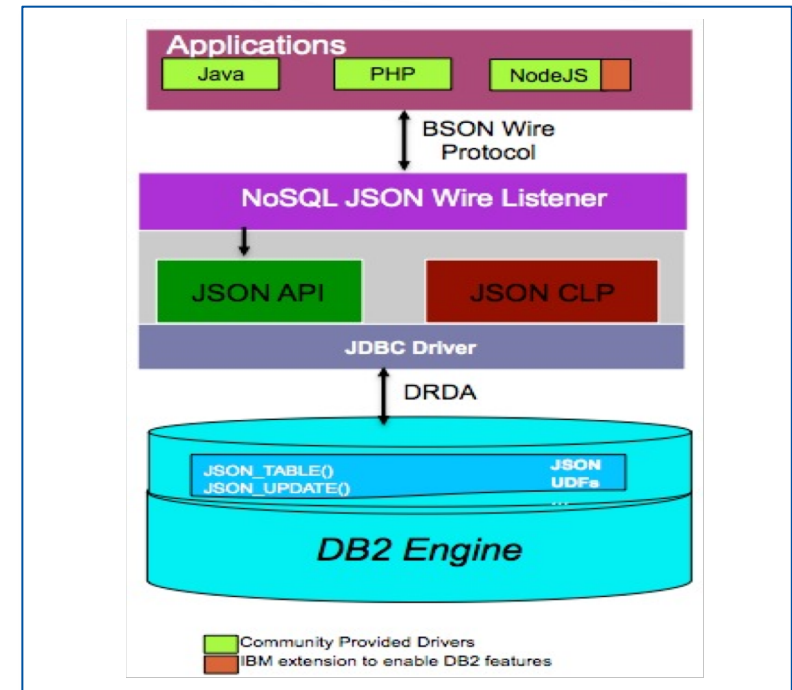 Applications
Java
PHP
NodeJS
BSON Wire
Protocol
NoSQL JSON Wire Listener
JSON API
JSON CLP
JDBC Driver
DRDA
JSON_TABLE()
JSON_UPDATE()
JSON
UDFs
...
DB2 Engine
Community Provided Drivers
IBM extension to enable DB2 features